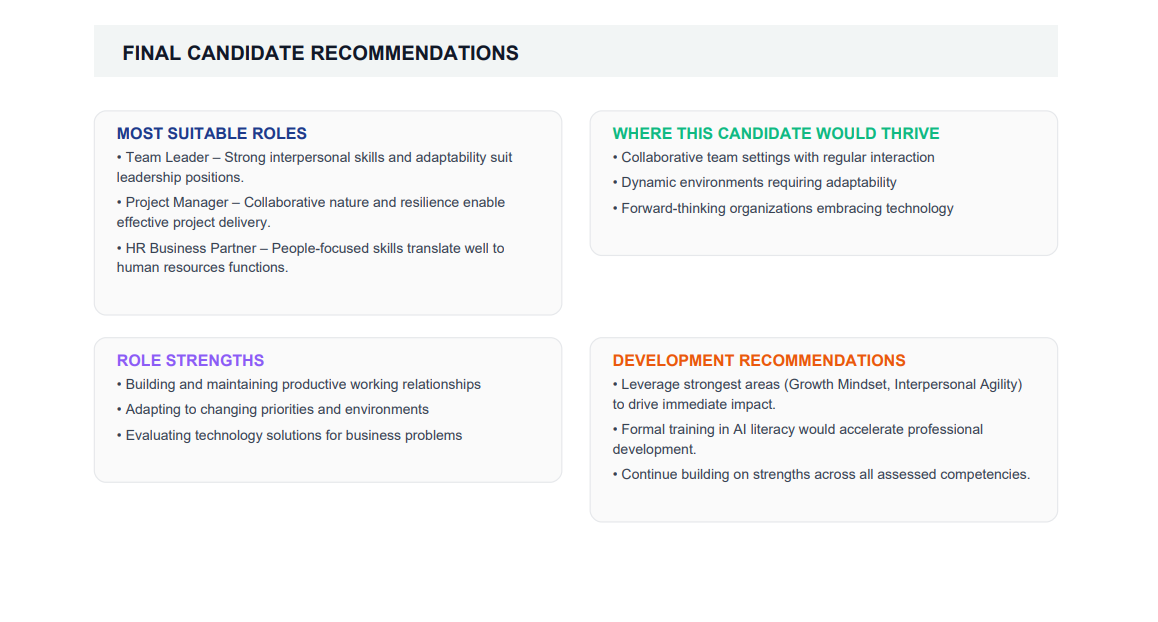 FINAL CANDIDATE RECOMMENDATIONS
MOST SUITABLE ROLES
• Team Leader – Strong interpersonal skills and adaptability suit
leadership positions.
• Project Manager – Collaborative nature and resilience enable
effective project delivery.
• HR Business Partner – People-focused skills translate well to
human resources functions.
WHERE THIS CANDIDATE WOULD THRIVE
• Collaborative team settings with regular interaction
• Dynamic environments requiring adaptability
• Forward-thinking organizations embracing technology
ROLE STRENGTHS
• Building and maintaining productive working relationships
• Adapting to changing priorities and environments
• Evaluating technology solutions for business problems
DEVELOPMENT RECOMMENDATIONS
• Leverage strongest areas (Growth Mindset, Interpersonal Agility)
to drive immediate impact.
• Formal training in AI literacy would accelerate professional
development.
• Continue building on strengths across all assessed competencies.